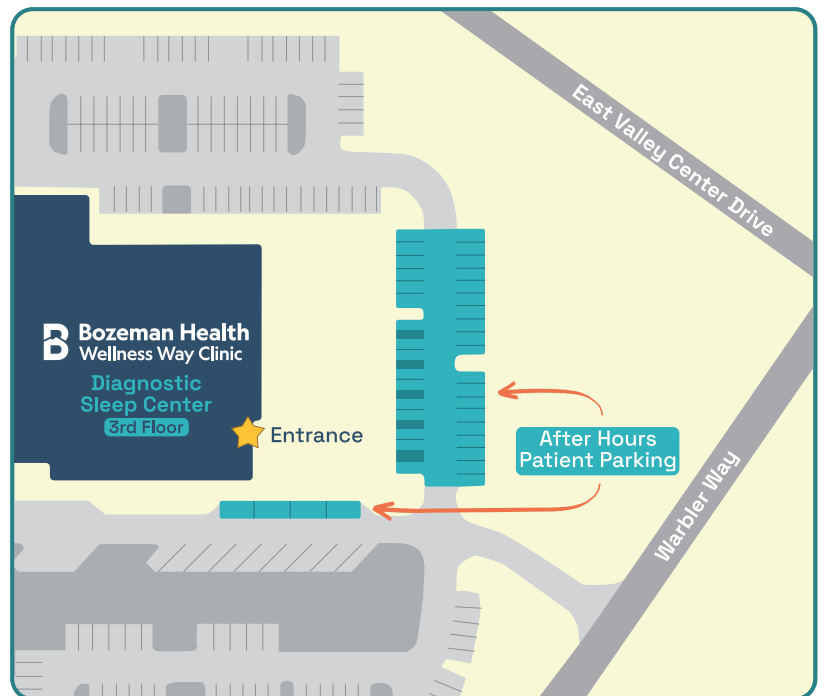 East Valley Center Drive
Bozeman Health
Wellness Way Clinic
Diagnostic
Sleep Center
3rd Floor
Entrance
After Hours
Patient Parking
Warbler Way